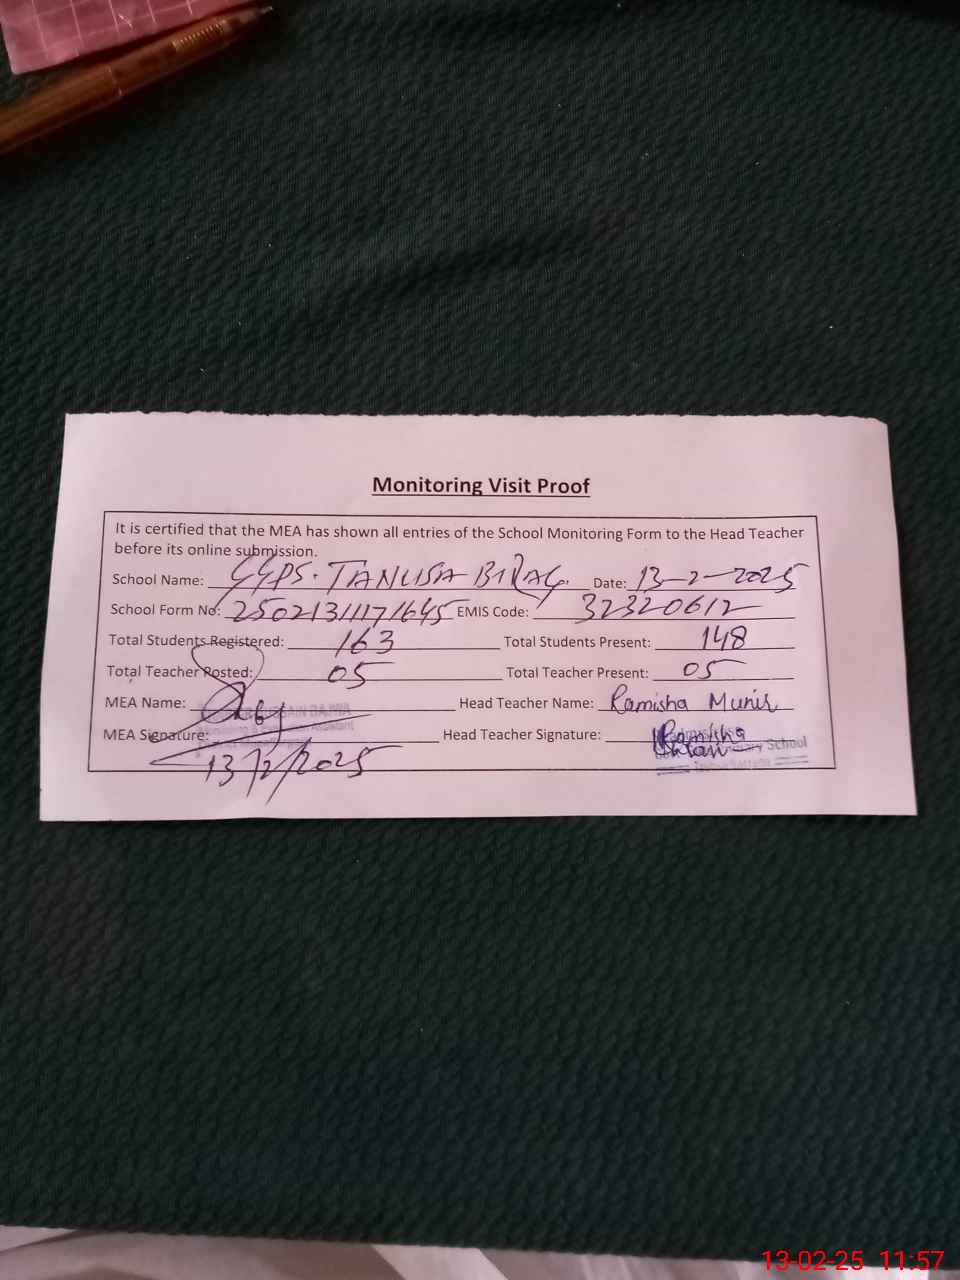 Monitoring Visit Proof
It is certified that the MEA has shown all entries of the School Monitoring Form to the Head Teacher
before its online submission.
School Name: GGPS. TANUSA Date: 13-2-2025
School Form No: 25021311171645 EMIS Code: 32320612
Total Students Registered: 163 Total Students Present: 148
Total Teacher Posted: 05 Total Teacher Present: 05
MEA Name: Head Teacher Name: Ramisha Munir
MEA Signature: Head Teacher Signature: Ramisha
School
13/2/2025
13-02-25 11:57